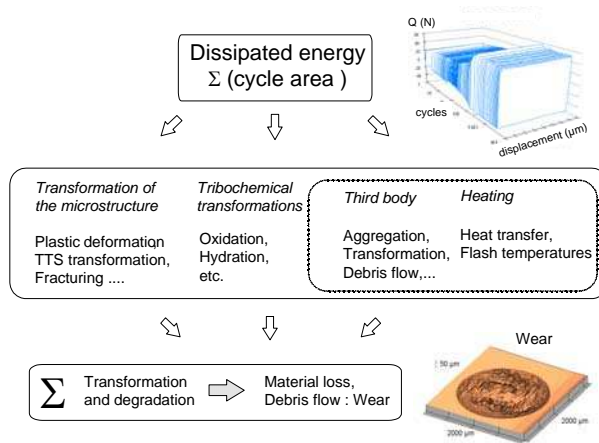 Dissipated energy
Σ (cycle area )
Q (N)
cycles
displacement (µm)
Transformation of
the microstructure
Plastic deformation,
TTS transformation,
Fracturing ....
Tribochemical
transformations
Oxidation,
Hydration,
etc.
Third body
Aggregation,
Transformation,
Debris flow,...
Heating
Heat transfer,
Flash temperatures
Σ
Transformation
and degradation
Material loss,
Debris flow : Wear
Wear
50 µm
2000 µm
2000 µm